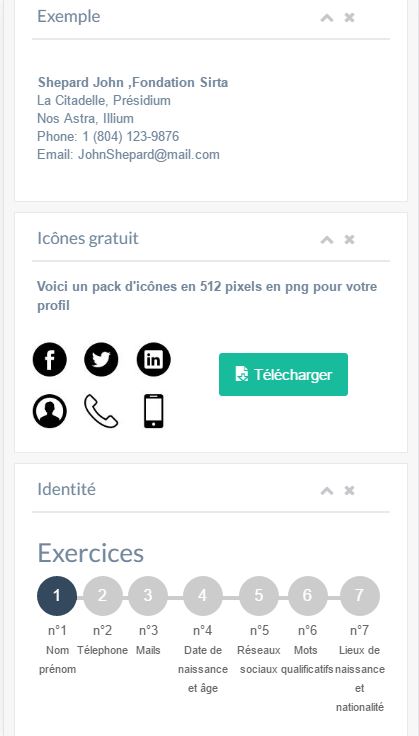 Exemple
Shepard John ,Fondation Sirta
La Citadelle, Présidium
Nos Astra, Illium
Phone: 1 (804) 123-9876
Email: JohnShepard@mail.com
Icônes gratuit
Voici un pack d'icônes en 512 pixels en png pour votre
profil
Télécharger
Identité
Exercices
1 2 3 4 5 6 7
n°1 n°2 n°3 n°4 n°5 n°6 n°7
Nom Télephone Mails Date de Réseaux Mots Lieux de
prénom naissance sociaux qualificatifs naissance
et âge et
nationalité